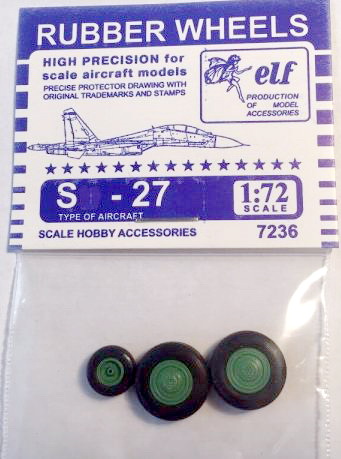 RUBBER WHEELS
HIGH PRECISION for
scale aircraft models
PRECISE PROTECTOR DRAWING WITH
ORIGINAL TRADEMARKS AND STAMPS
elf
PRODUCTION
OF MODEL
ACCESSORIES
S - 27
TYPE OF AIRCRAFT
1:72
SCALE
SCALE HOBBY ACCESSORIES
7236